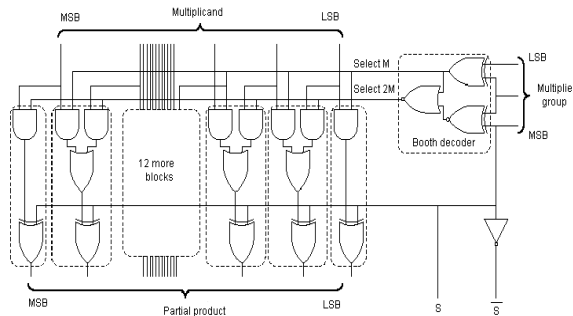 Multiplicand
MSB
LSB
Select M
Select 2M
LSB
Multiplie
group
MSB
Booth decoder
12 more
blocks
MSB
LSB
Partial product
S
S